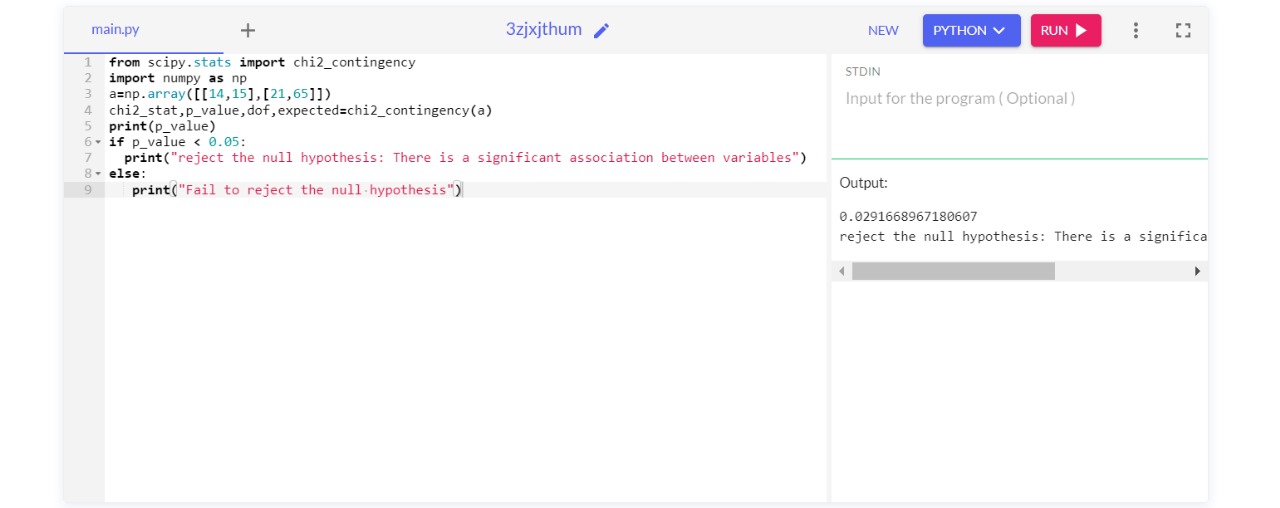 main.py
3zjxjthum
NEW
PYTHON
RUN
1 from scipy.stats import chi2_contingency
2 import numpy as np
3 a=np.array([[14,15],[21,65]])
4 chi2_stat,p_value,dof,expected=chi2_contingency(a)
5 print(p_value)
6 if p_value < 0.05:
7 print("reject the null hypothesis: There is a significant association between variables")
8 else:
9 print("Fail to reject the null hypothesis")
STDIN
Input for the program ( Optional )
Output:
0.0291668967180607
reject the null hypothesis: There is a significa